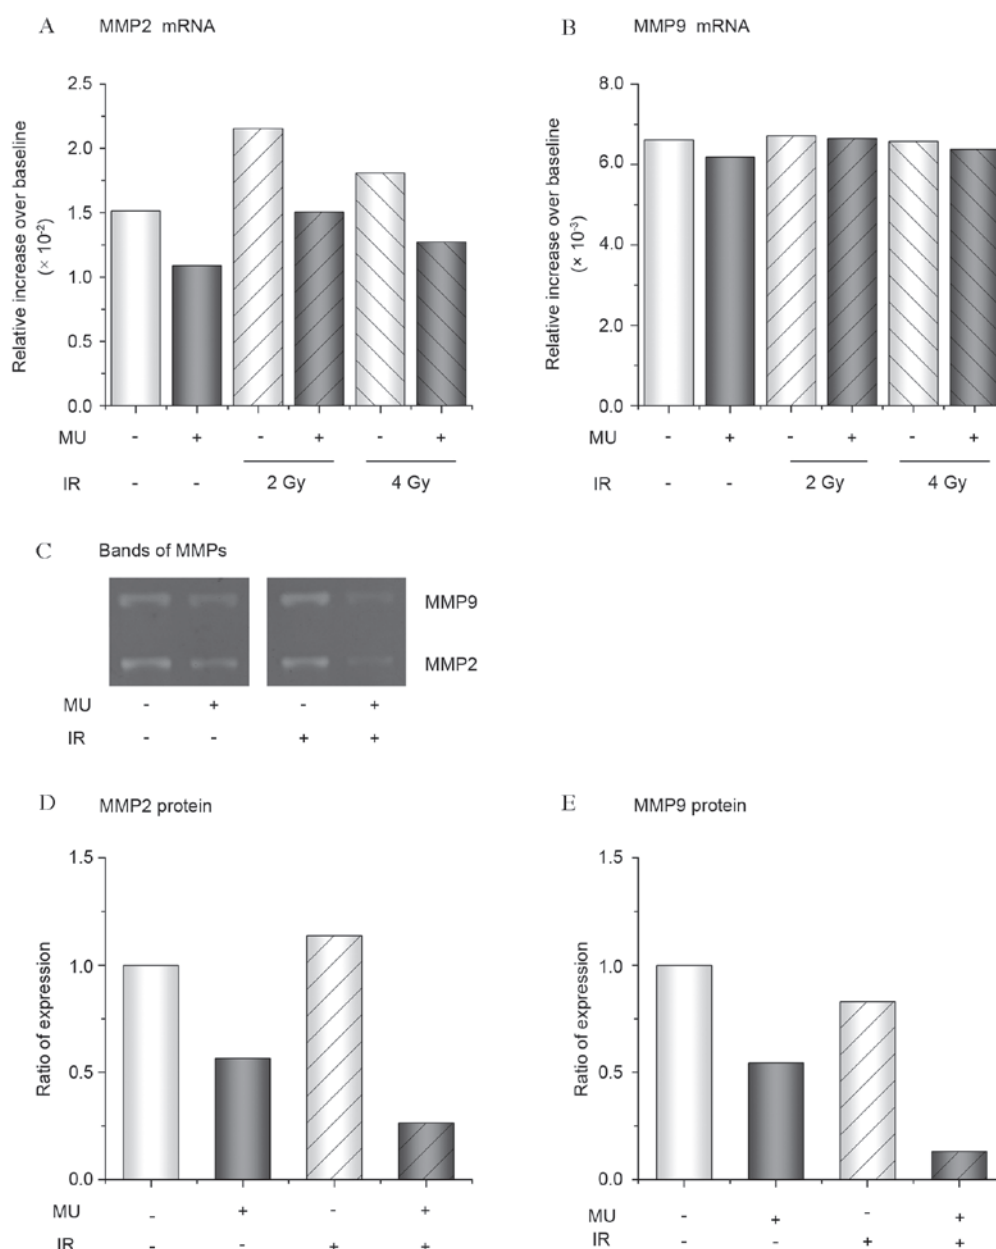 A MMP2 mRNA
Relative increase over baseline
(× 10-2)
2.5
2.0
1.5
1.0
0.5
0.0
MU - + - + - +
IR - - 2 Gy 4 Gy
B MMP9 mRNA
Relative increase over baseline
(× 10-3)
8.0
6.0
4.0
2.0
0.0
MU - + - + - +
IR - - 2 Gy 4 Gy
C Bands of MMPs
MMP9
MMP2
MU - + - +
IR - - + +
D MMP2 protein
Ratio of expression
1.5
1.0
0.5
0.0
MU - + - +
IR - - + +
E MMP9 protein
Ratio of expression
1.5
1.0
0.5
0.0
MU - + - +
IR - - + +